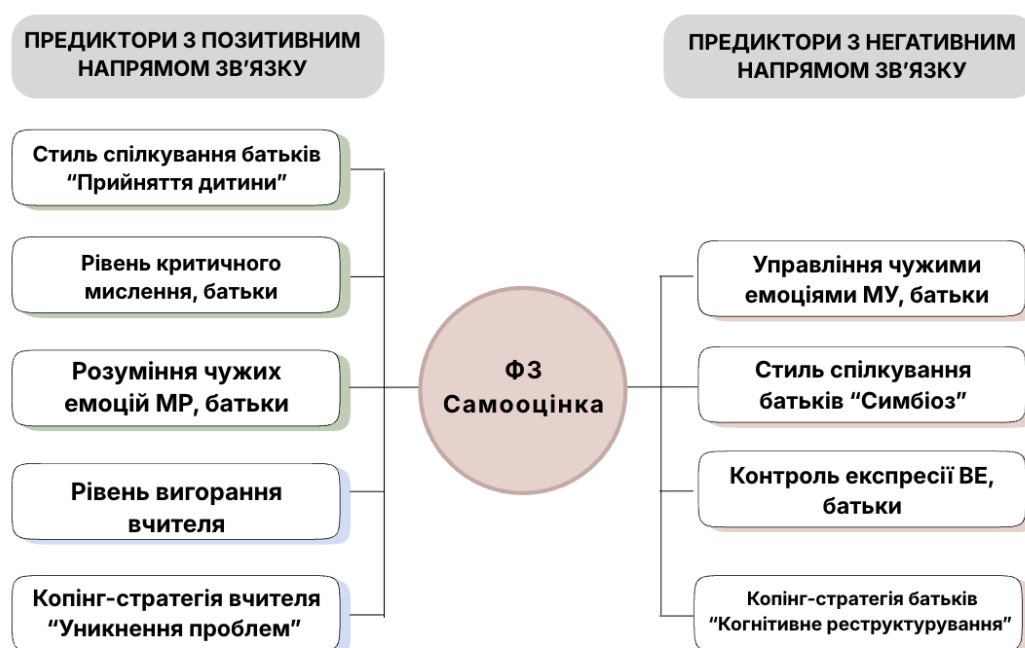 ПРЕДИКТОРИ З ПОЗИТИВНИМ
НАПРЯМОМ ЗВ’ЯЗКУ
Стиль спілкування батьків
“Прийняття дитини”
Рівень критичного
мислення, батьки
Розуміння чужих
емоцій МР, батьки
Рівень вигорання
вчителя
Копінг-стратегія вчителя
“Уникнення проблем”
Ф3
Самооцінка
ПРЕДИКТОРИ З НЕГАТИВНИМ
НАПРЯМОМ ЗВ’ЯЗКУ
Управління чужими
емоціями МУ, батьки
Стиль спілкування
батьків “Симбіоз”
Контроль експресії ВЕ,
батьки
Копінг-стратегія батьків
“Когнітивне реструктурування”